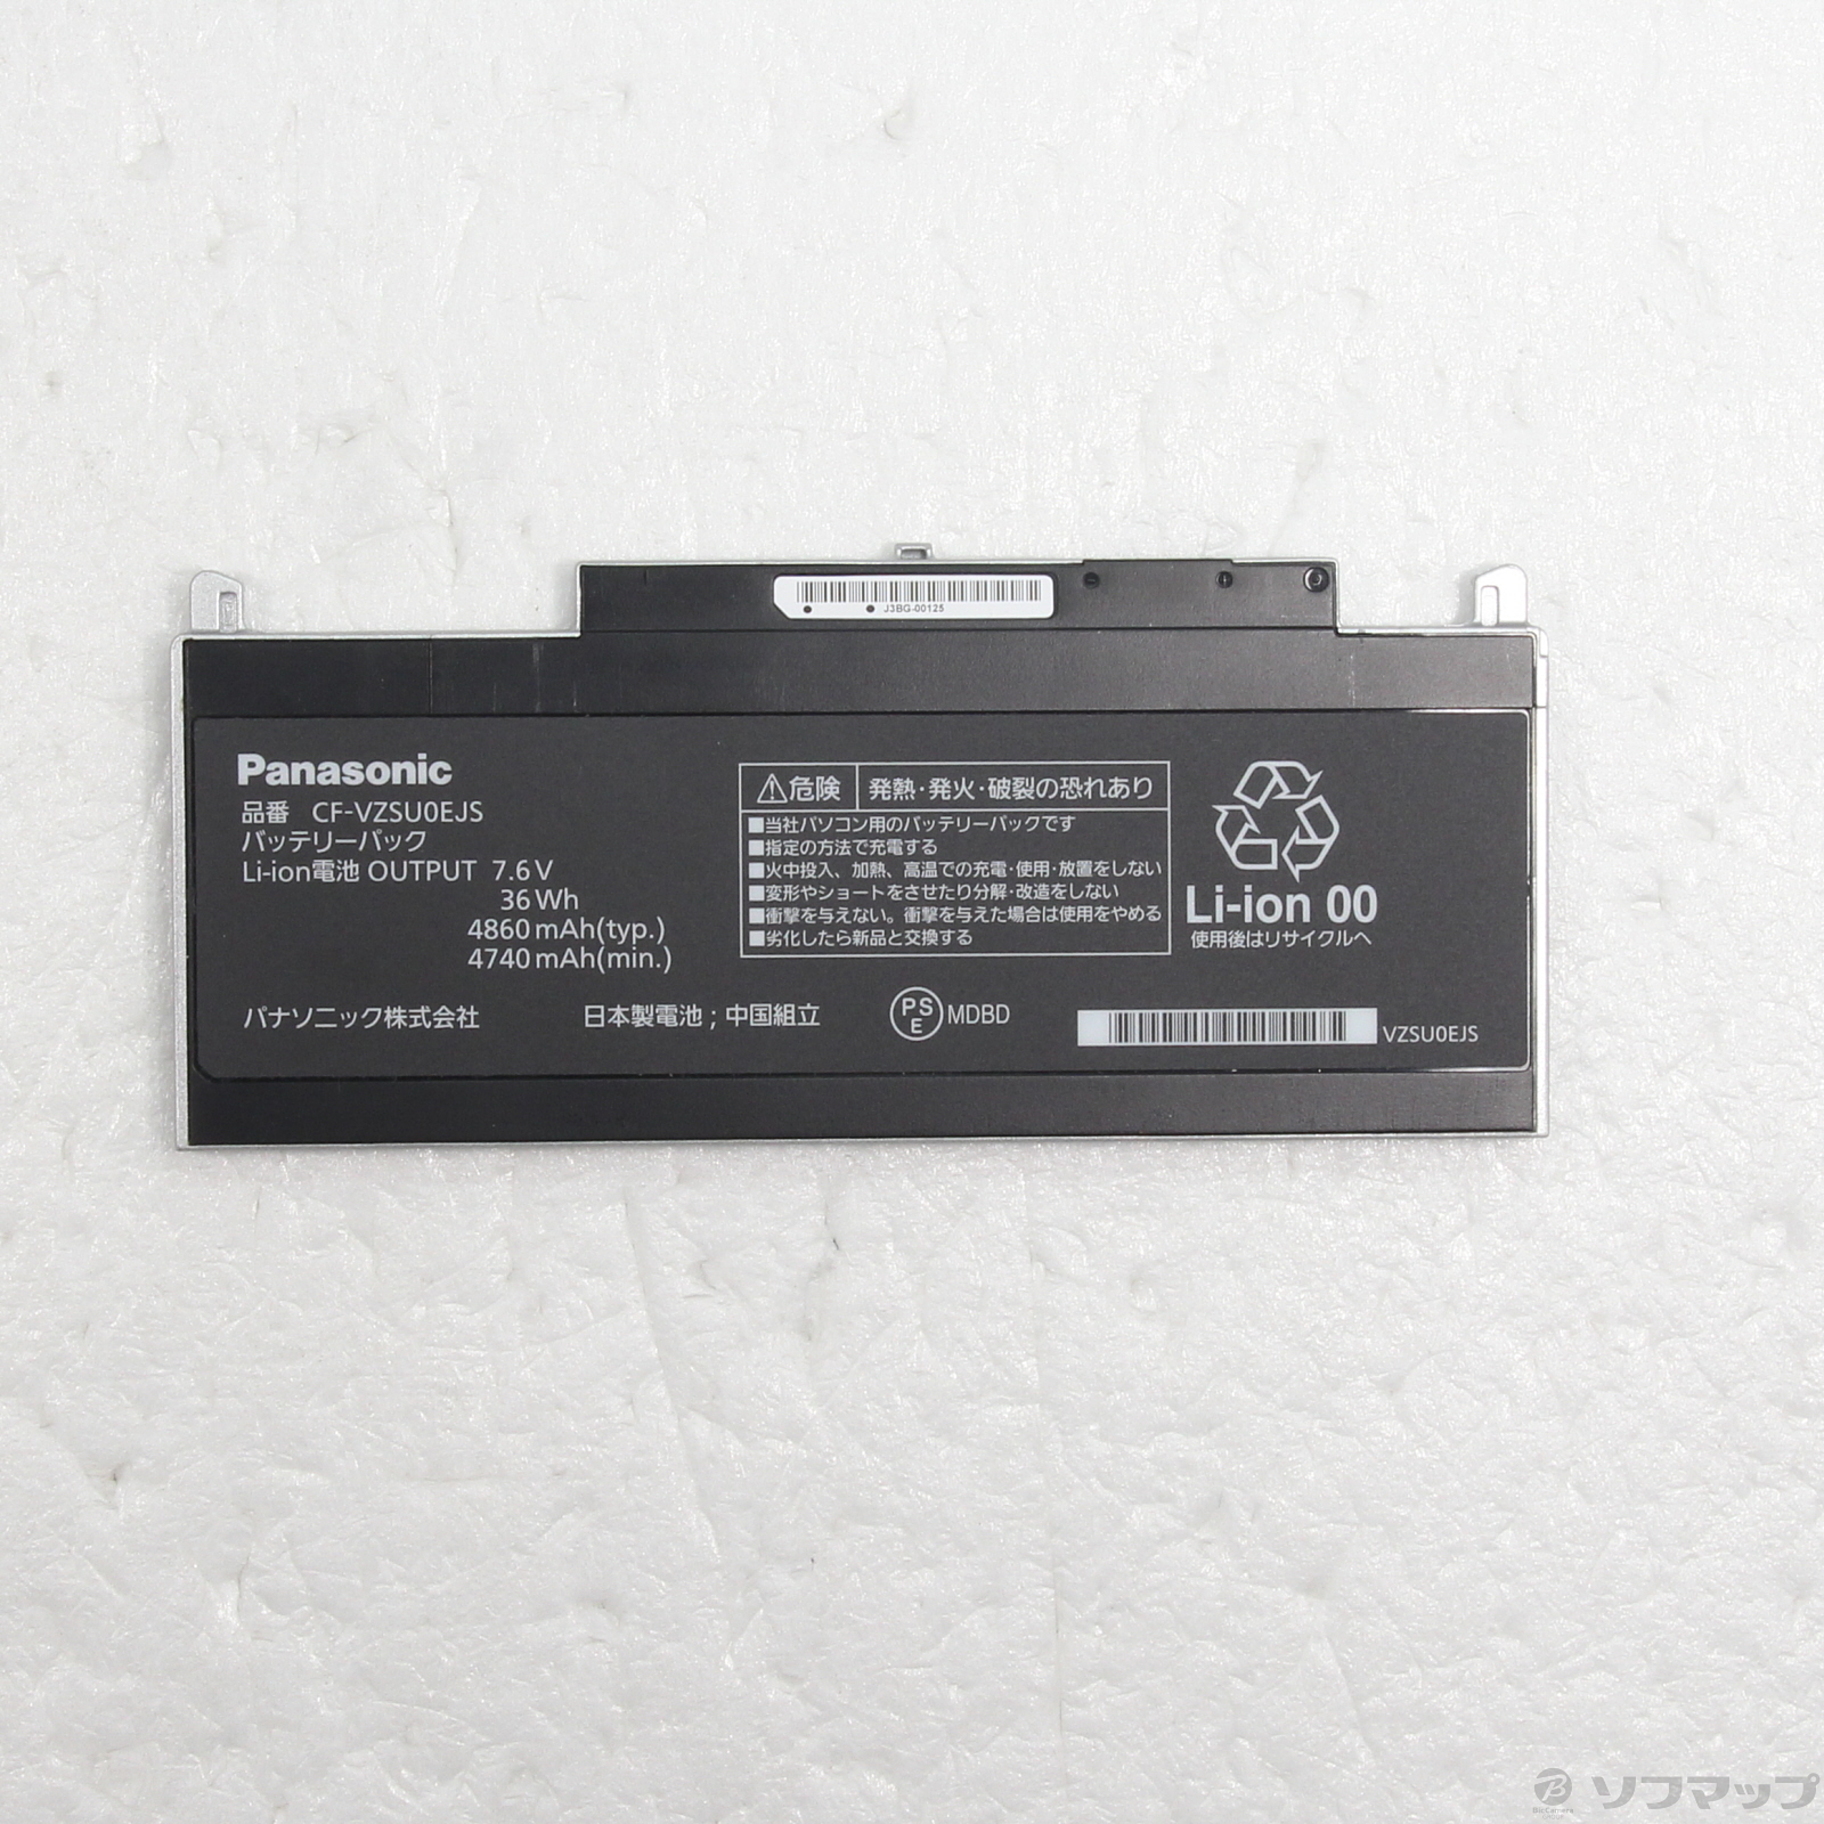 J3BG-00125
Panasonic
品番 CF-VZSU0EJS
バッテリーパック
Li-ion電池 OUTPUT 7.6V
36Wh
4860mAh(typ.)
4740mAh(min.)
⚠危険 発熱・発火・破裂の恐れあり
■当社パソコン用のバッテリーパックです
■指定の方法で充電する
■火中投入、加熱、高温での充電・使用・放置をしない
■変形やショートをさせたり分解・改造をしない
■衝撃を与えない。衝撃を与えた場合は使用をやめる
■劣化したら新品と交換する
Li-ion 00
使用後はリサイクルへ
パナソニック株式会社 日本製電池；中国組立 PSE MDBD
VZSU0EJS
ソフマップ